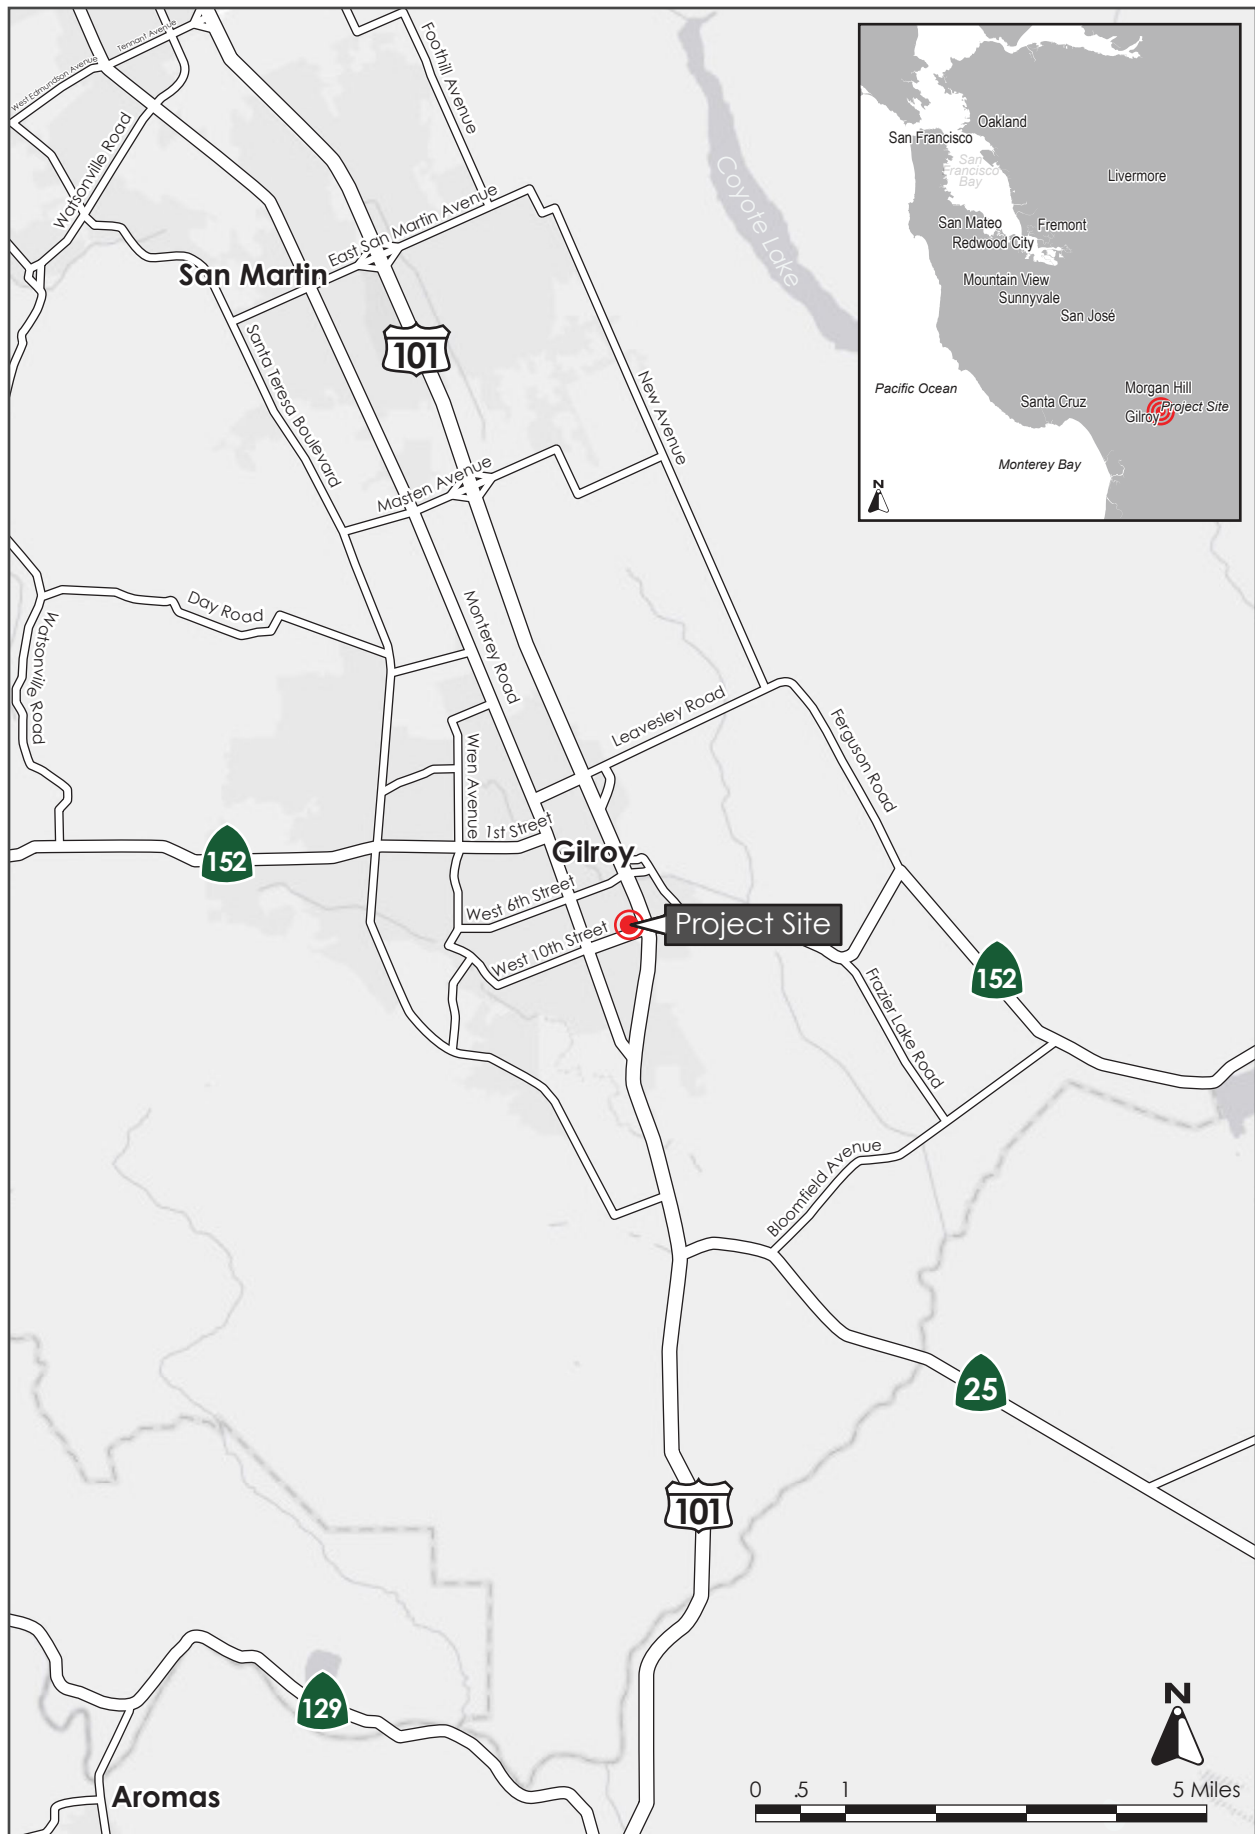 Tennant Avenue
West Edmundson Avenue
Foothill Avenue
Watsonville Road
East San Martin Avenue
San Martin
Coyote Lake
101
Santa Teresa Boulevard
New Avenue
Masten Avenue
Day Road
Watsonville Road
Monterey Road
Leavesley Road
Ferguson Road
Wren Avenue
1st Street
152
Gilroy
West 6th Street
West 10th Street
Project Site
152
Frazier Lake Road
Bloomfield Avenue
25
101
129
Aromas
N
0 .5 1 5 Miles
Oakland
San Francisco
San
Francisco
Bay
Livermore
San Mateo
Fremont
Redwood City
Mountain View
Sunnyvale
San José
Pacific Ocean
Morgan Hill
Santa Cruz
Project Site
Gilroy
Monterey Bay
N